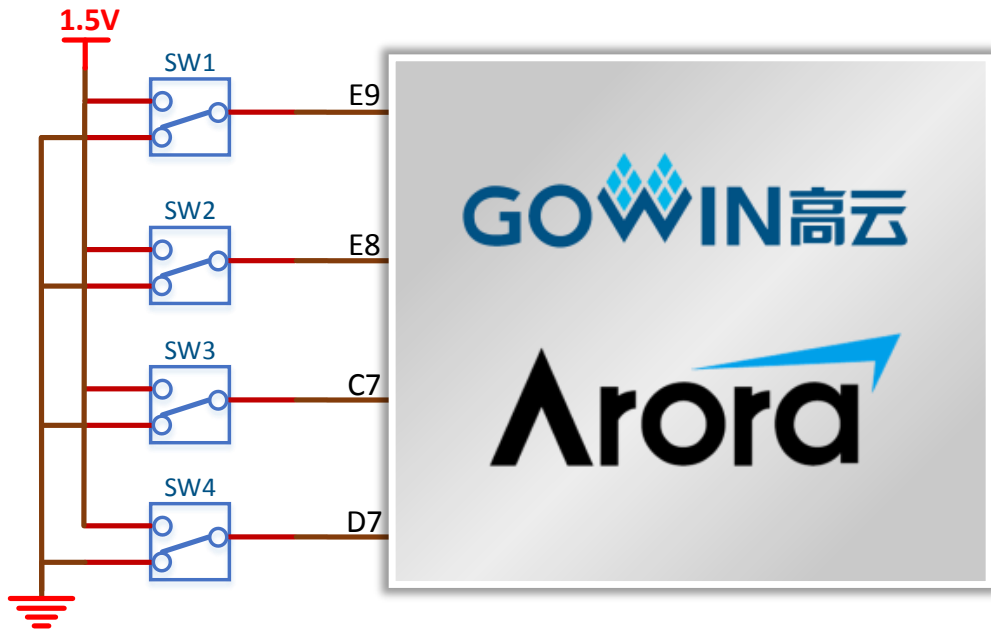 1.5V
SW1
E9
SW2
E8
SW3
C7
SW4
D7
GOWIN高云
Arora